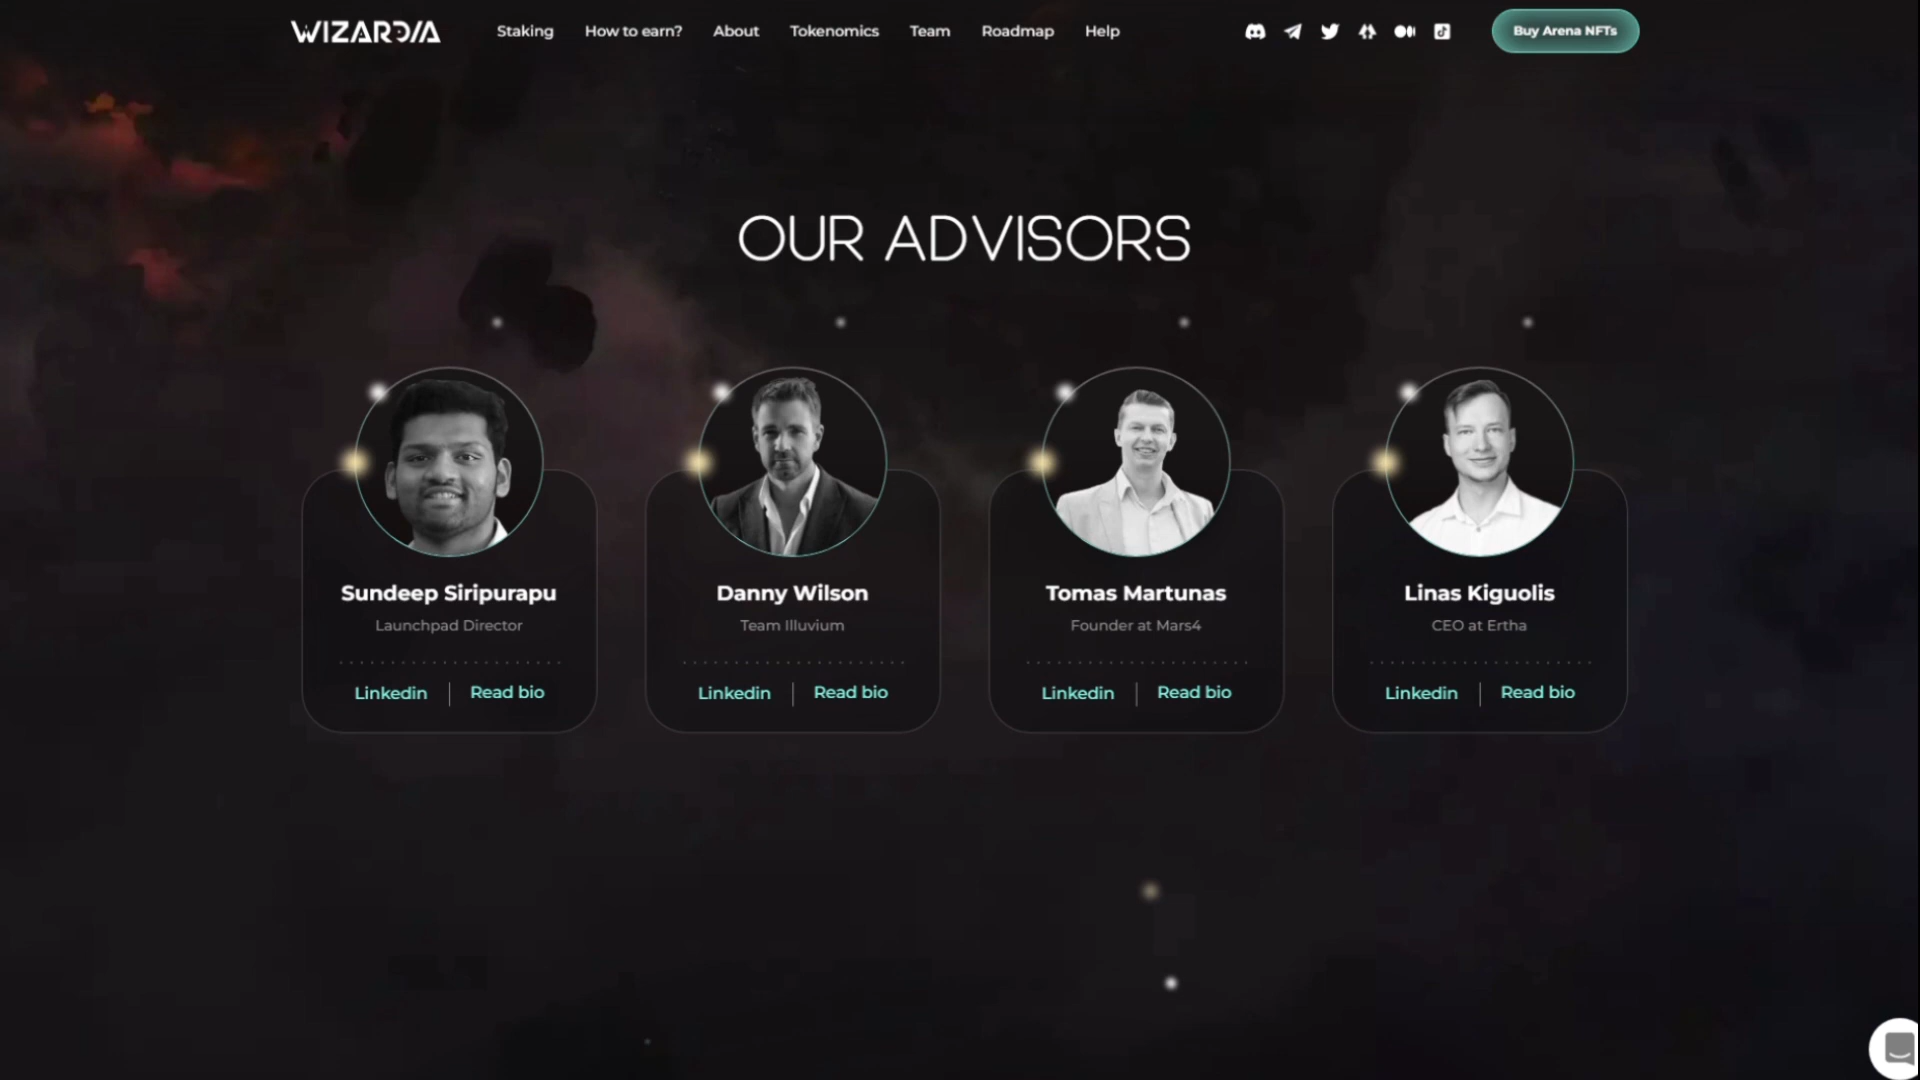 WIZARDIA
Staking
How to earn?
About
Tokenomics
Team
Roadmap
Help
Buy Arena NFTs
OUR ADVISORS
Sundeep Siripurapu
Launchpad Director
Linkedin
Read bio
Danny Wilson
Team Illuvium
Linkedin
Read bio
Tomas Martunas
Founder at Mars4
Linkedin
Read bio
Linas Kiguolis
CEO at Ertha
Linkedin
Read bio